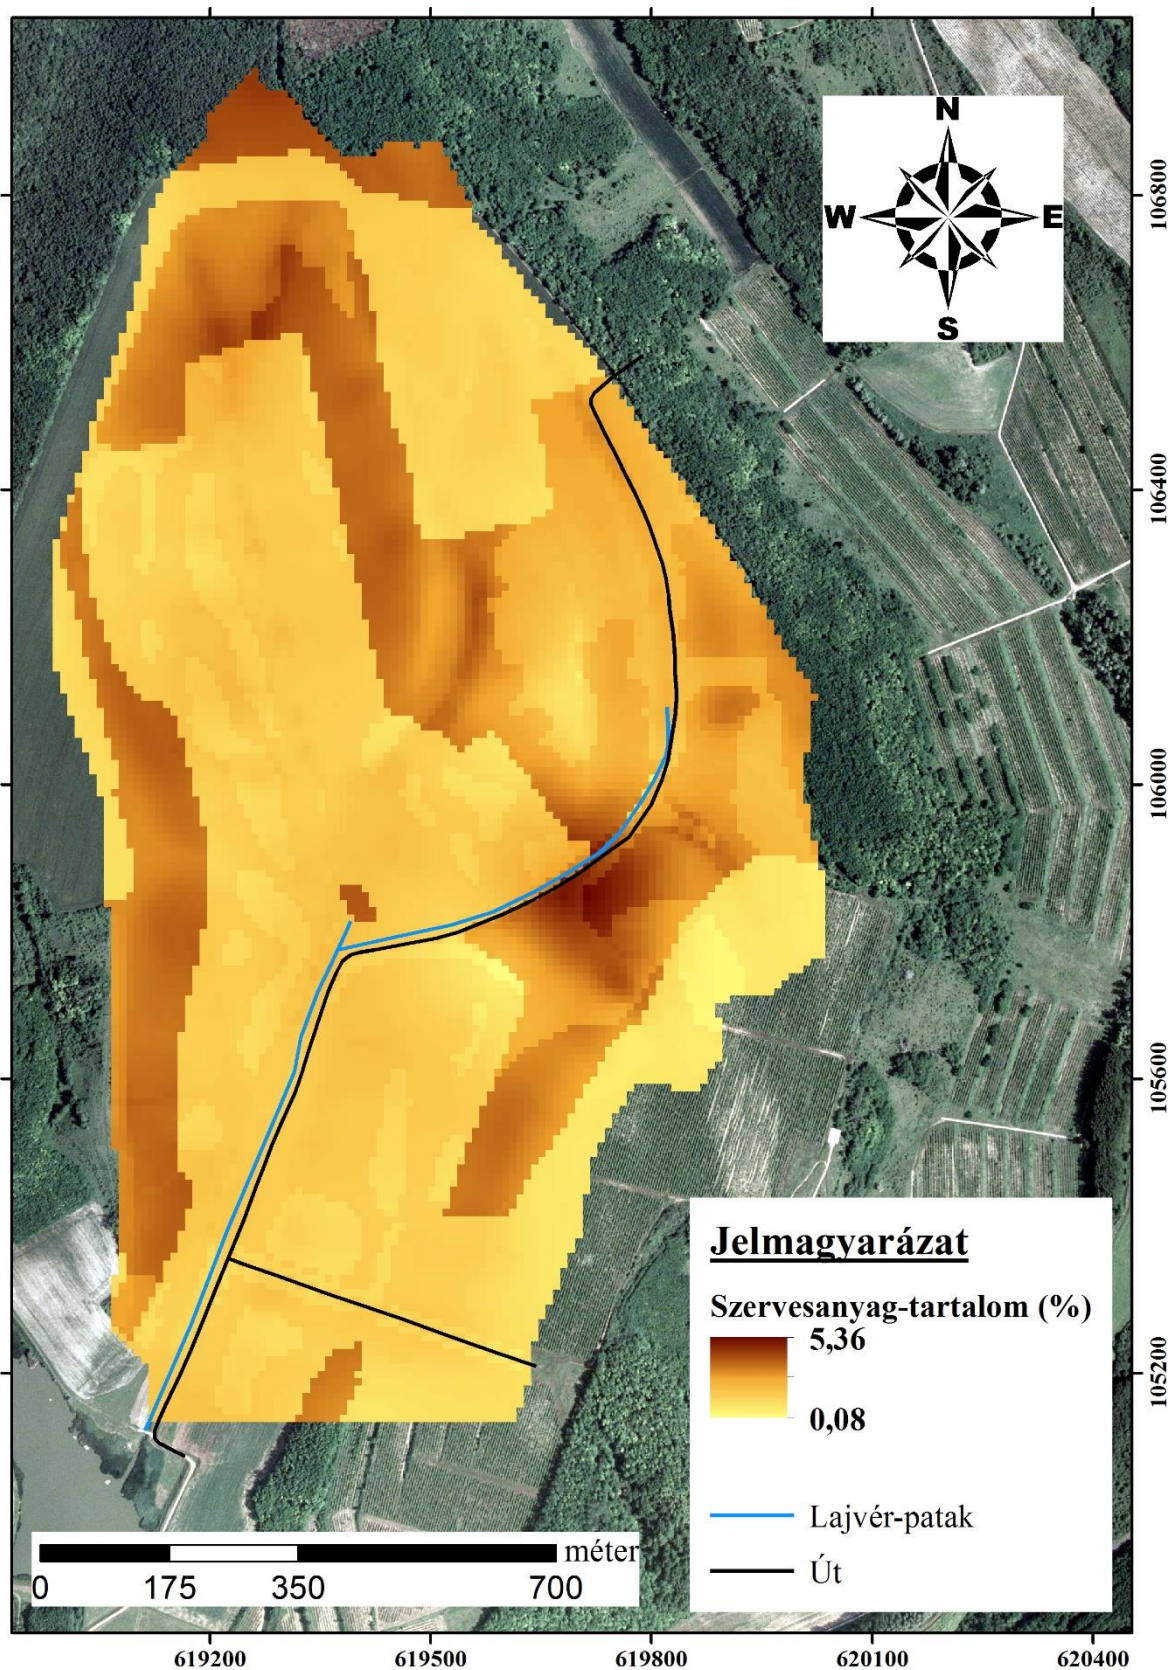 N
W E
S
106800
106400
106000
105600
105200
Jelmagyarázat
Szervesanyag-tartalom (%)
5,36
0,08
Lajvér-patak
Út
méter
0 175 350 700
619200 619500 619800 620100 620400